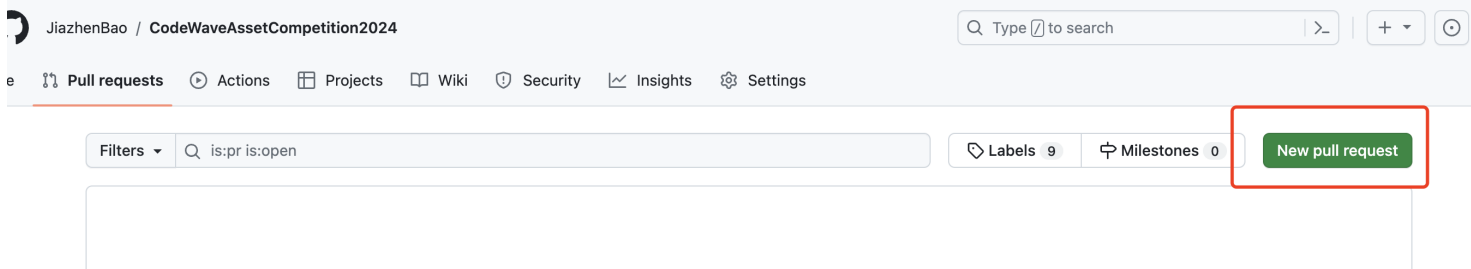 JiazhenBao / CodeWaveAssetCompetition2024 Type / to search
e Pull requests Actions Projects Wiki Security Insights Settings
Filters is:pr is:open Labels 9 Milestones 0 New pull request